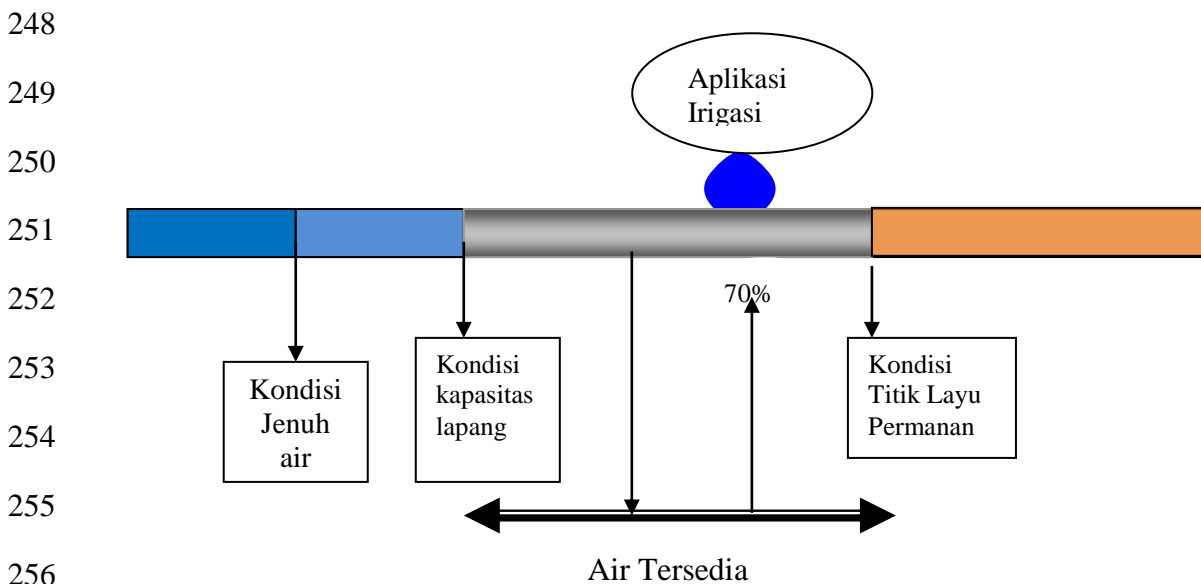 248
249
Aplikasi
Irigasi
250
251
252
70%
253
Kondisi
Jenuh
air
Kondisi
kapasitas
lapang
Kondisi
Titik Layu
Permanan
254
255
256
Air Tersedia